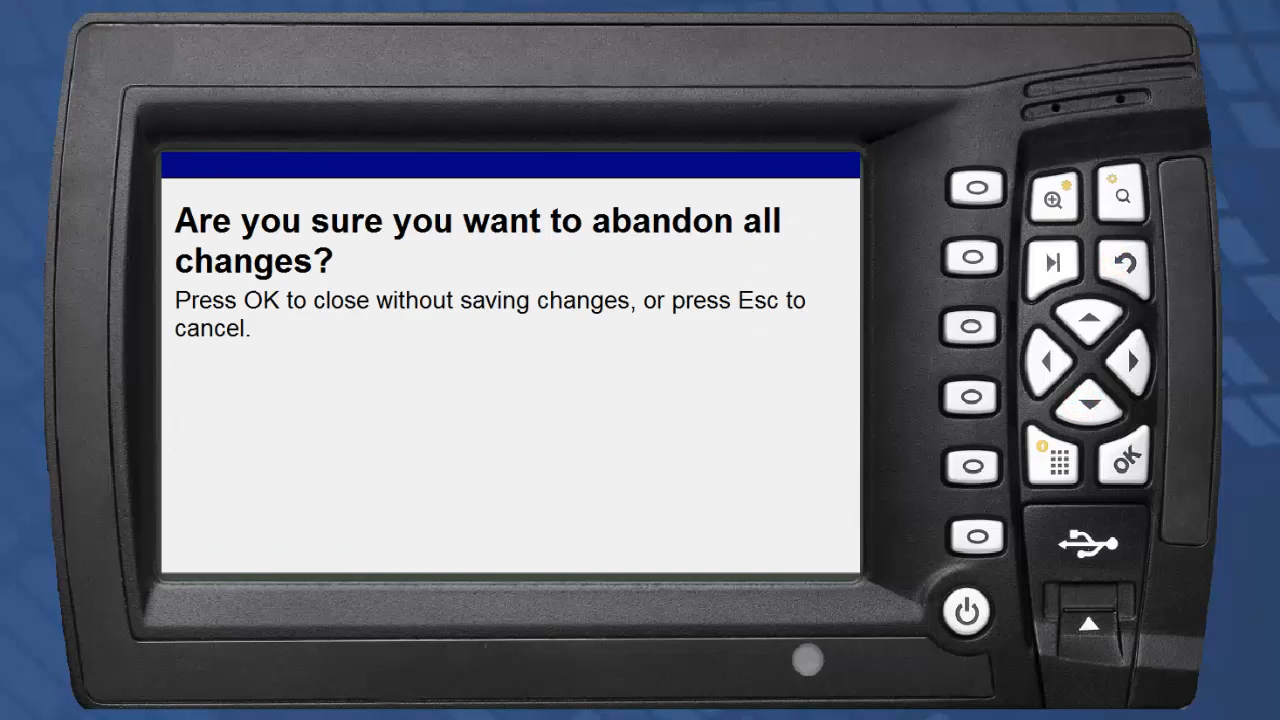 Are you sure you want to abandon all
changes?
Press OK to close without saving changes, or press Esc to
cancel.
OK